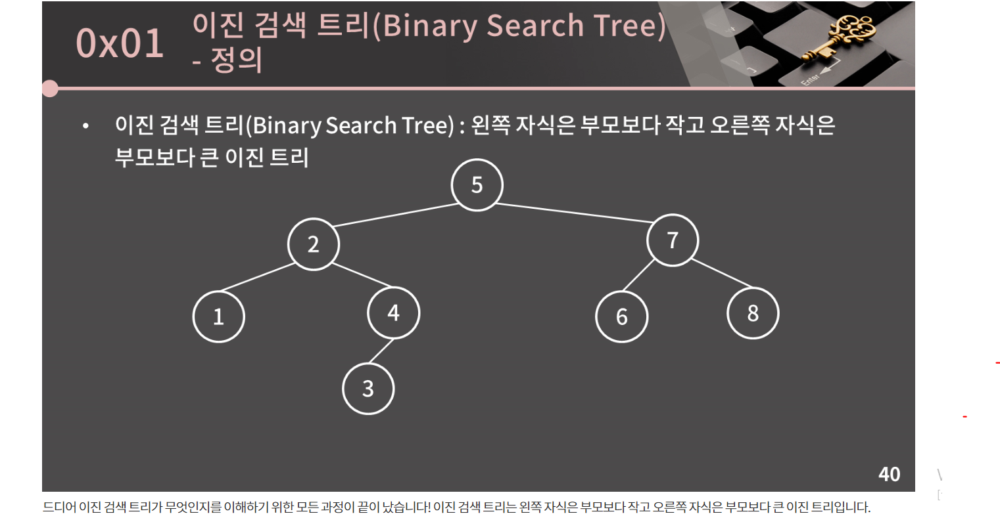 0x01
이진 검색 트리(Binary Search Tree)
- 정의
Enter
• 이진 검색 트리(Binary Search Tree) : 왼쪽 자식은 부모보다 작고 오른쪽 자식은
부모보다 큰 이진 트리
5
2
7
1
4
6
8
3
40
드디어 이진 검색 트리가 무엇인지를 이해하기 위한 모든 과정이 끝이 났습니다! 이진 검색 트리는 왼쪽 자식은 부모보다 작고 오른쪽 자식은 부모보다 큰 이진 트리입니다.